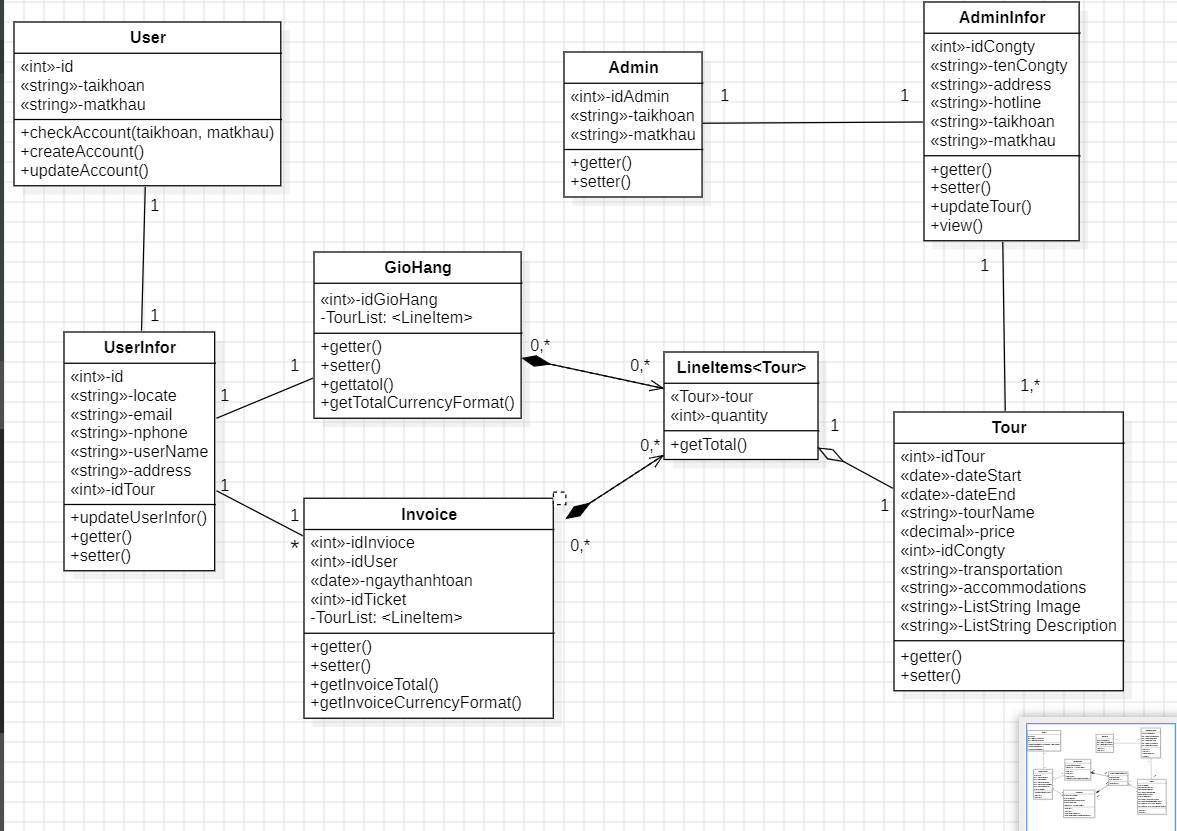 User
«int»-id
«string»-taikhoan
«string»-matkhau
+checkAccount(taikhoan, matkhau)
+createAccount()
+updateAccount()
1
1
UserInfor
«int»-id
«string»-locate
«string»-email
«string»-nphone
«string»-userName
«string»-address
«int»-idTour
+updateUserInfor()
+getter()
+setter()
1
1
1
1
*
GioHang
«int»-idGioHang
-TourList: <LineItem>
+getter()
+setter()
+gettatol()
+getTotalCurrencyFormat()
0,*
0,*
Invoice
«int»-idInvioce
«int»-idUser
«date»-ngaythanhtoan
«int»-idTicket
-TourList: <LineItem>
+getter()
+setter()
+getInvoiceTotal()
+getInvoiceCurrencyFormat()
0,*
0,*
LineItems<Tour>
«Tour»-tour
«int»-quantity
+getTotal()
1
1
Admin
«int»-idAdmin
«string»-taikhoan
«string»-matkhau
+getter()
+setter()
1
1
AdminInfor
«int»-idCongty
«string»-tenCongty
«string»-address
«string»-hotline
«string»-taikhoan
«string»-matkhau
+getter()
+setter()
+updateTour()
+view()
1
1,*
Tour
«int»-idTour
«date»-dateStart
«date»-dateEnd
«string»-tourName
«decimal»-price
«int»-idCongty
«string»-transportation
«string»-accommodations
«string»-ListString Image
«string»-ListString Description
+getter()
+setter()